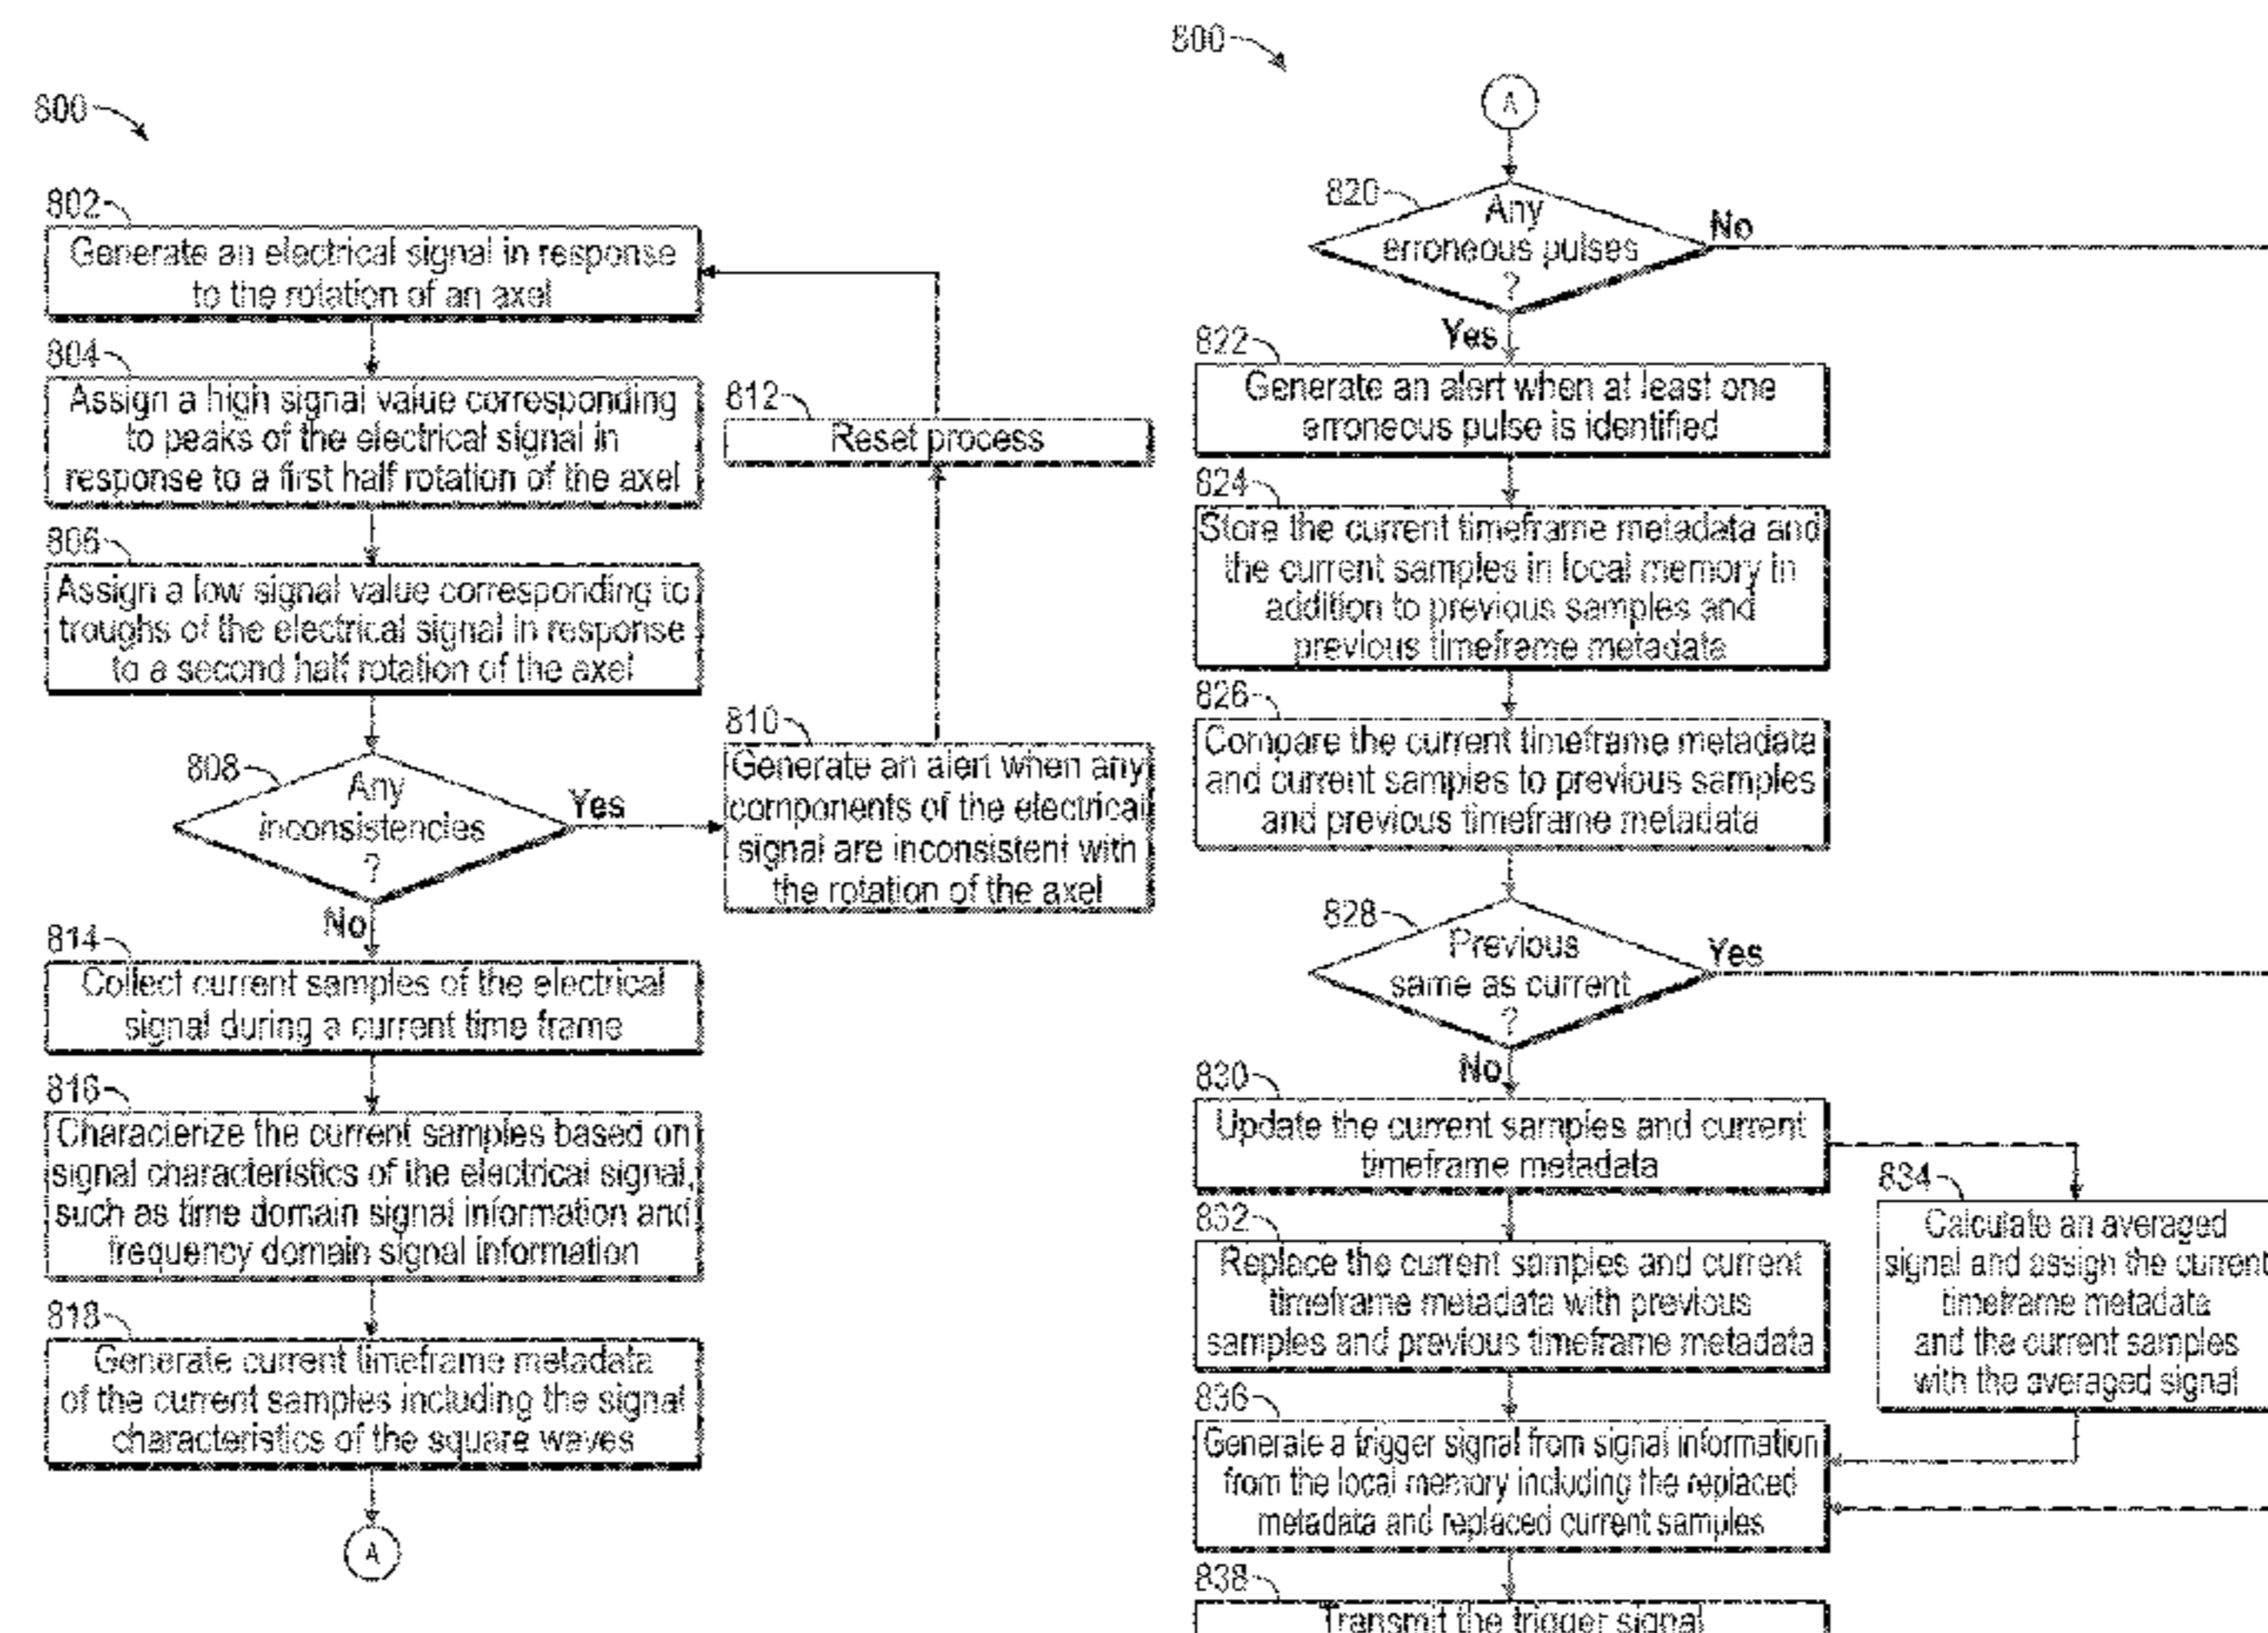 800
802
Generate an electrical signal in response
to the rotation of an axel
804
Assign a high signal value corresponding
to peaks of the electrical signal in
response to a first half rotation of the axel
806
Assign a low signal value corresponding to
troughs of the electrical signal in response
to a second half rotation of the axel
808
Any
inconsistencies
?
Yes
No
810
Generate an alert when any
components of the electrical
signal are inconsistent with
the rotation of the axel
812
Reset process
814
Collect current samples of the electrical
signal during a current time frame
816
Characterize the current samples based on
signal characteristics of the electrical signal,
such as time domain signal information and
frequency domain signal information
818
Generate current timeframe metadata
of the current samples including the signal
characteristics of the square waves
A
800
A
820
Any
erroneous pulses
?
No
Yes
822
Generate an alert when at least one
erroneous pulse is identified
824
Store the current timeframe metadata and
the current samples in local memory in
addition to previous samples and
previous timeframe metadata
826
Compare the current timeframe metadata
and current samples to previous samples
and previous timeframe metadata
828
Previous
same as current
?
Yes
No
830
Update the current samples and current
timeframe metadata
832
Replace the current samples and current
timeframe metadata with previous
samples and previous timeframe metadata
834
Calculate an averaged
signal and assign the current
timeframe metadata
and the current samples
with the averaged signal
836
Generate a trigger signal from signal information
from the local memory including the replaced
metadata and replaced current samples
838
Transmit the trigger signal